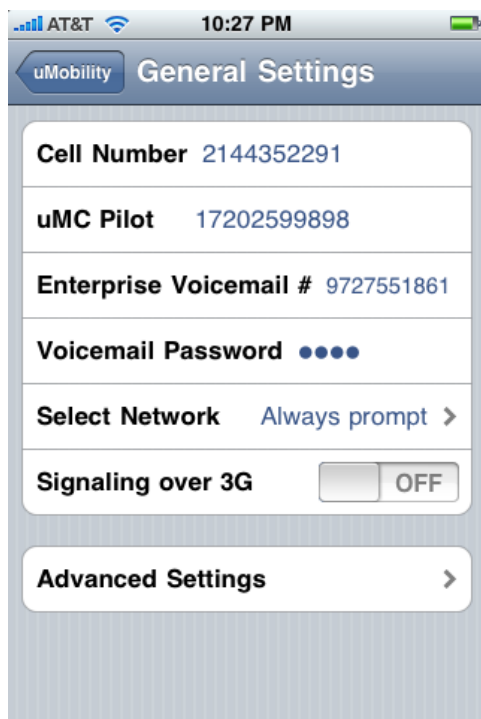 AT&T 10:27 PM
uMobility General Settings
Cell Number 2144352291
uMC Pilot 17202599898
Enterprise Voicemail # 9727551861
Voicemail Password ●●●●
Select Network Always prompt >
Signaling over 3G OFF
Advanced Settings >